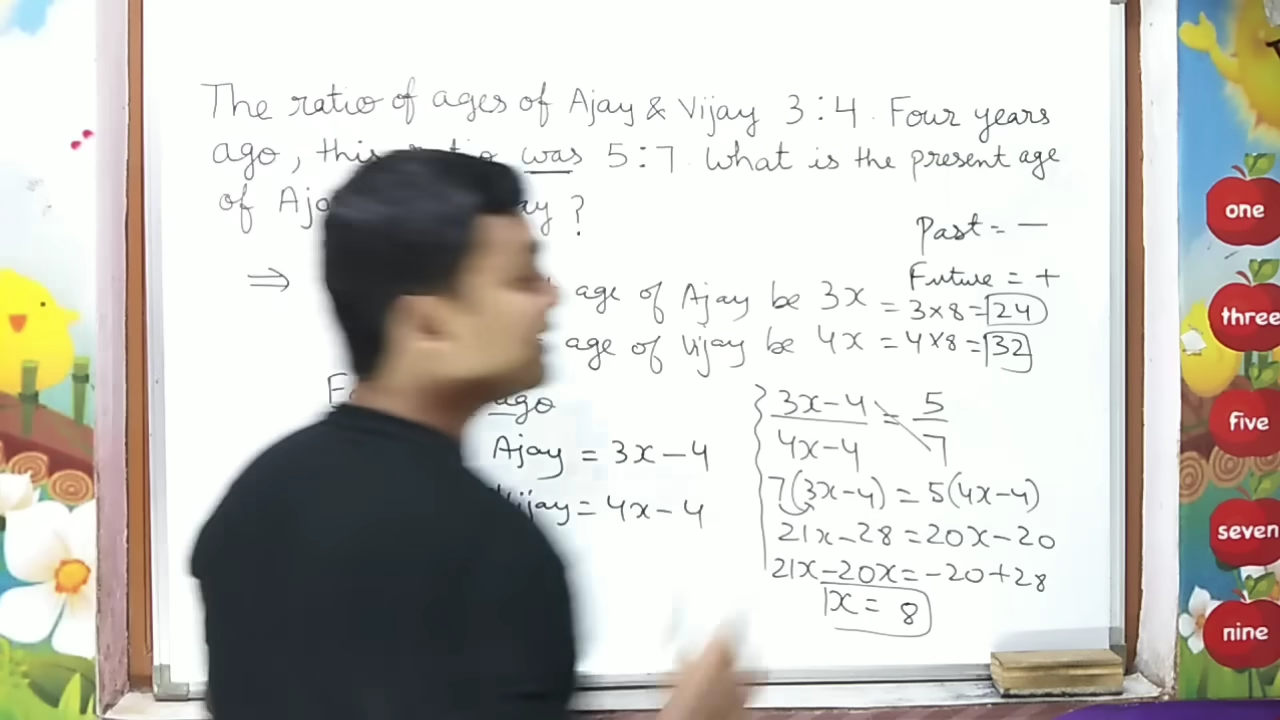 The ratio of ages of Ajay & Vijay 3:4. Four years
ago, this was 5:7. What is the present age
of ?
Past = —
Future = +
⇒ age of Ajay be 3x = 3×8=24
age of Vijay be 4x = 4×8=32
ago
Ajay = 3x-4
Vijay = 4x-4
3x-4/4x-4 = 5/7
7(3x-4) = 5(4x-4)
21x-28=20x-20
21x-20x=-20+28
x= 8
one
three
five
seven
nine